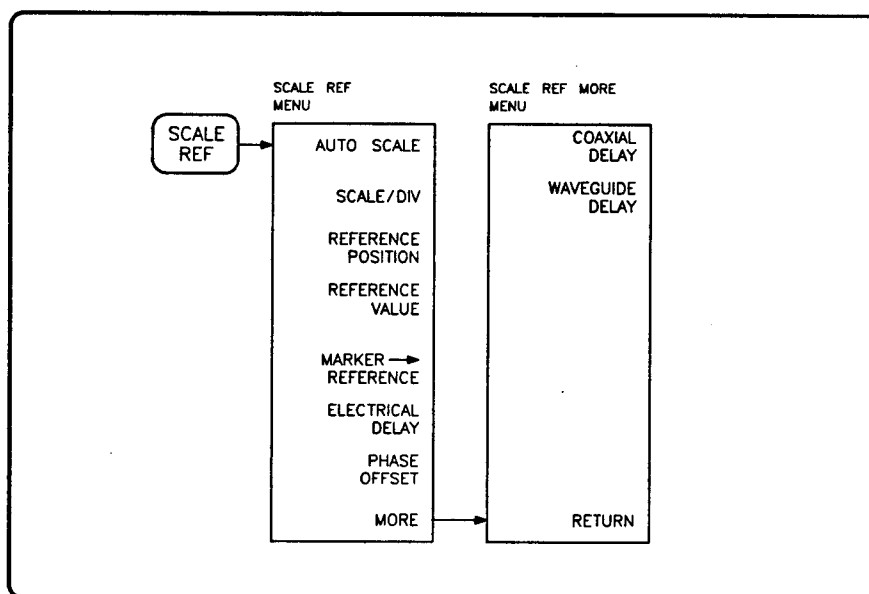 SCALE REF
MENU
SCALE REF MORE
MENU
SCALE
REF
AUTO SCALE
SCALE/DIV
REFERENCE
POSITION
REFERENCE
VALUE
MARKER →
REFERENCE
ELECTRICAL
DELAY
PHASE
OFFSET
MORE
COAXIAL
DELAY
WAVEGUIDE
DELAY
RETURN